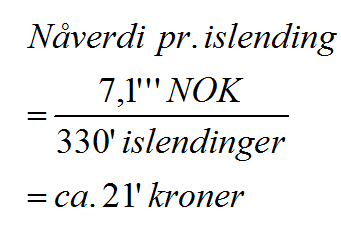 Nåverdi pr. islending
= 7,1''' NOK
330' islendinger
= ca. 21' kroner